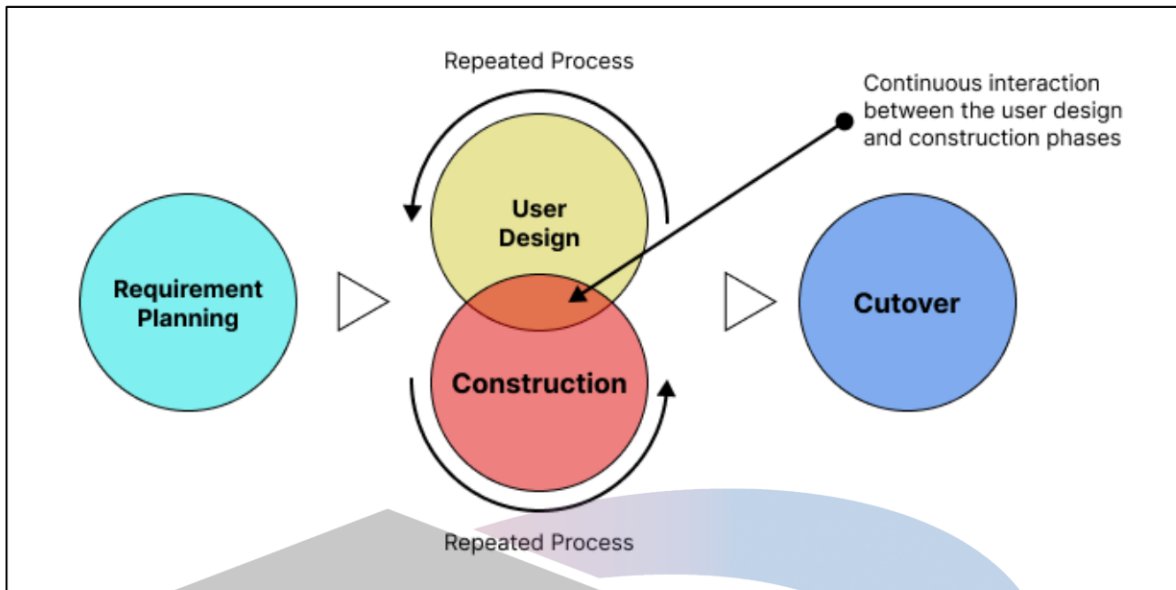 Repeated Process
Continuous interaction
between the user design
and construction phases
User
Design
Requirement
Planning
Construction
Cutover
Repeated Process